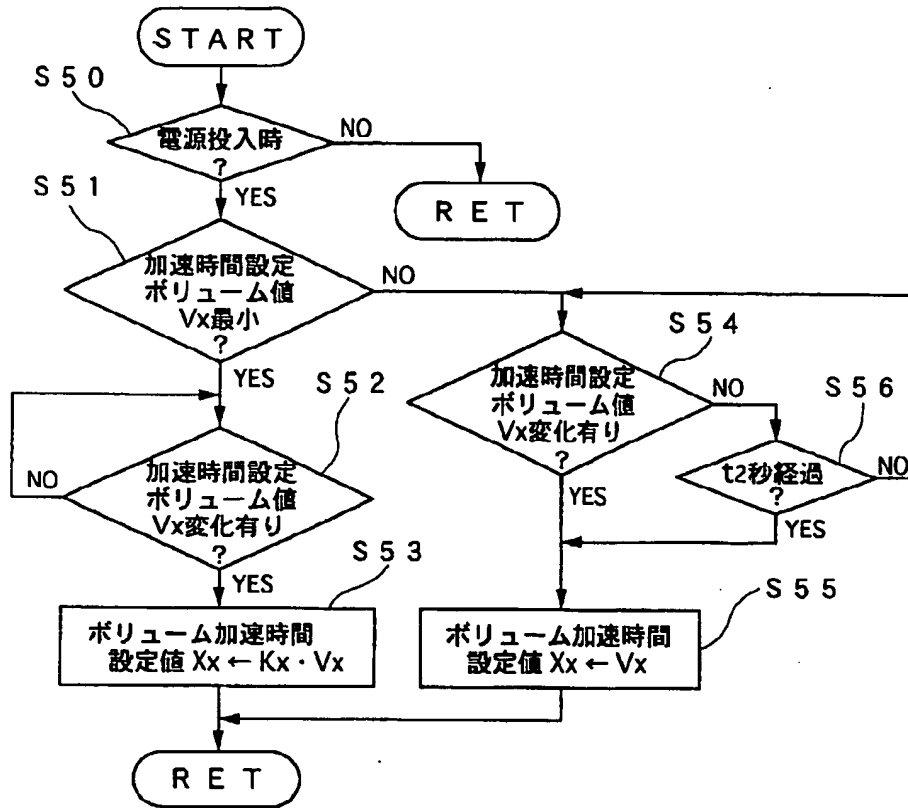 START
S50
電源投入時
?
NO
YES
RET
S51
加速時間設定
ボリューム値
Vx最小
?
NO
YES
S52
加速時間設定
ボリューム値
Vx変化有り
?
NO
YES
S53
ボリューム加速時間
設定値 Xx ← Kx · Vx
S54
加速時間設定
ボリューム値
Vx変化有り
?
NO
YES
S56
t2秒経過
?
NO
YES
S55
ボリューム加速時間
設定値 Xx ← Vx
RET